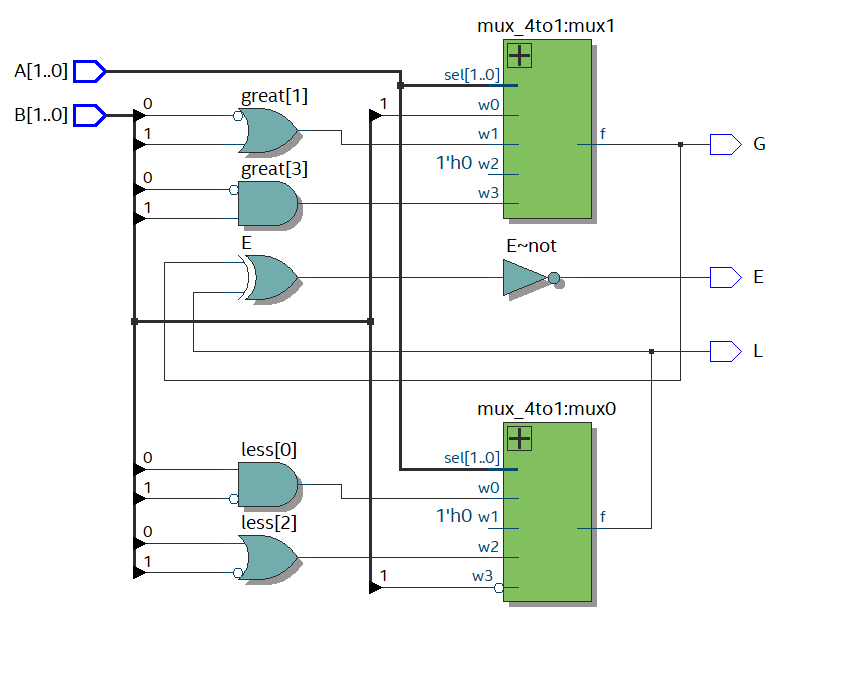 mux_4to1:mux1
A[1..0]
sel[1..0]
great[1]
0
1
w0
B[1..0]
1
w1
f
G
great[3]
1'h0 w2
0
w3
1
E
E~not
E
L
mux_4to1:mux0
less[0]
sel[1..0]
0
w0
1
less[2]
1'h0 w1
f
0
w2
1
1
w3